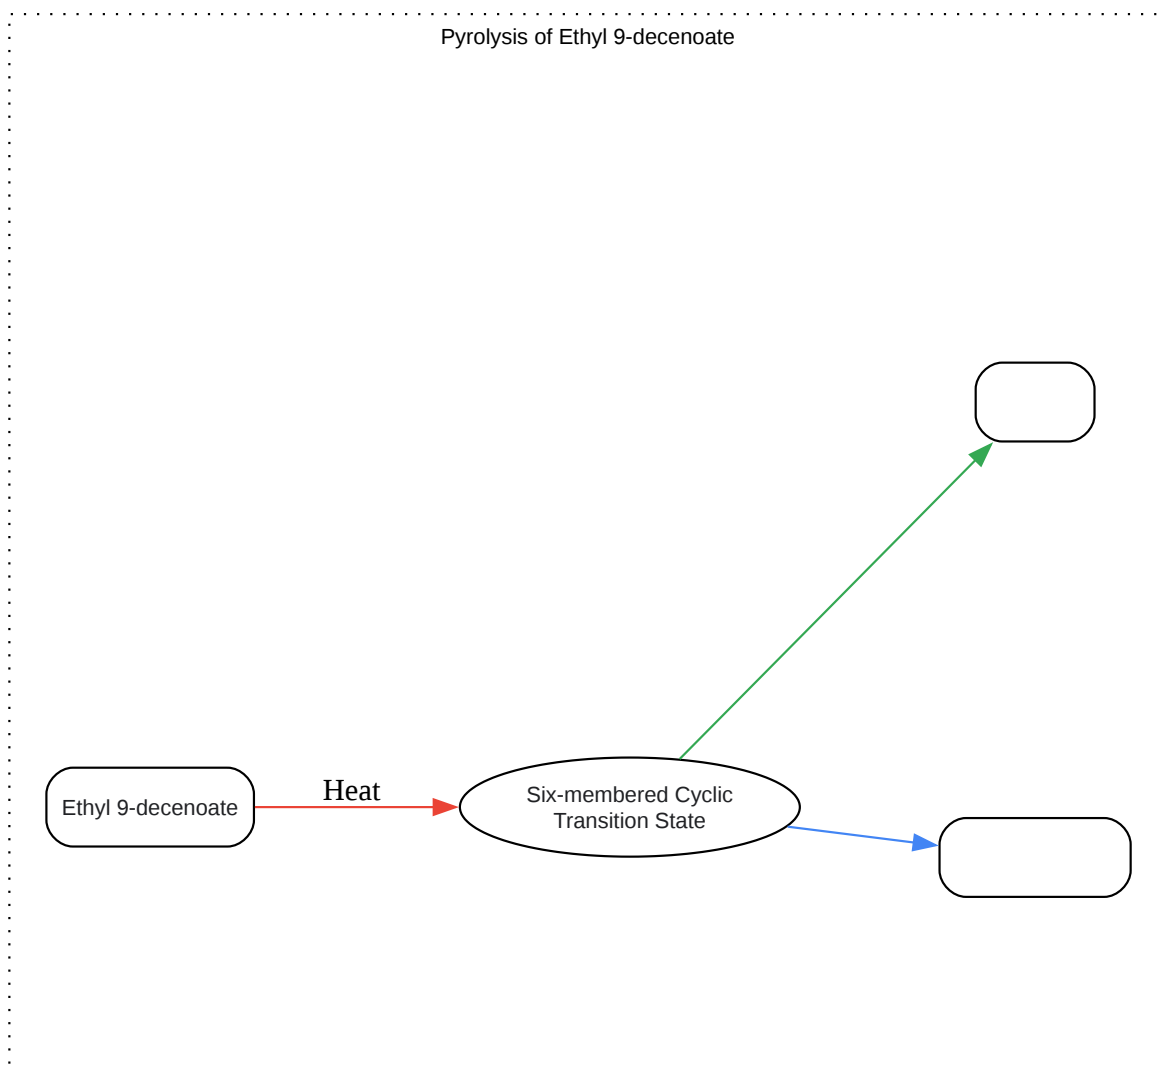 Pyrolysis of Ethyl 9-decenoate
Heat
Ethyl 9-decenoate
Six-membered Cyclic
Transition State